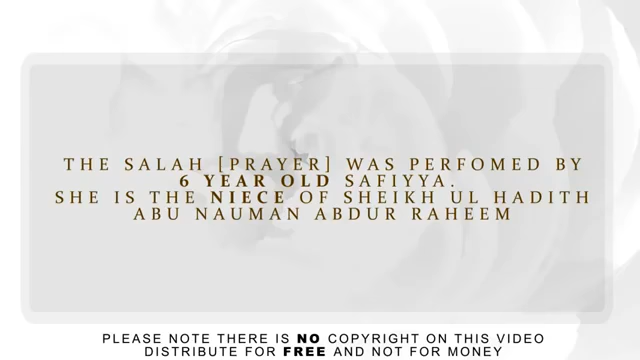 THE SALAH [PRAYER] WAS PERFOMED BY
6 YEAR OLD SAFIYYA.
SHE IS THE NIECE OF SHEIKH UL HADITH
ABU NAUMAN ABDUR RAHEEM
PLEASE NOTE THERE IS NO COPYRIGHT ON THIS VIDEO
DISTRIBUTE FOR FREE AND NOT FOR MONEY